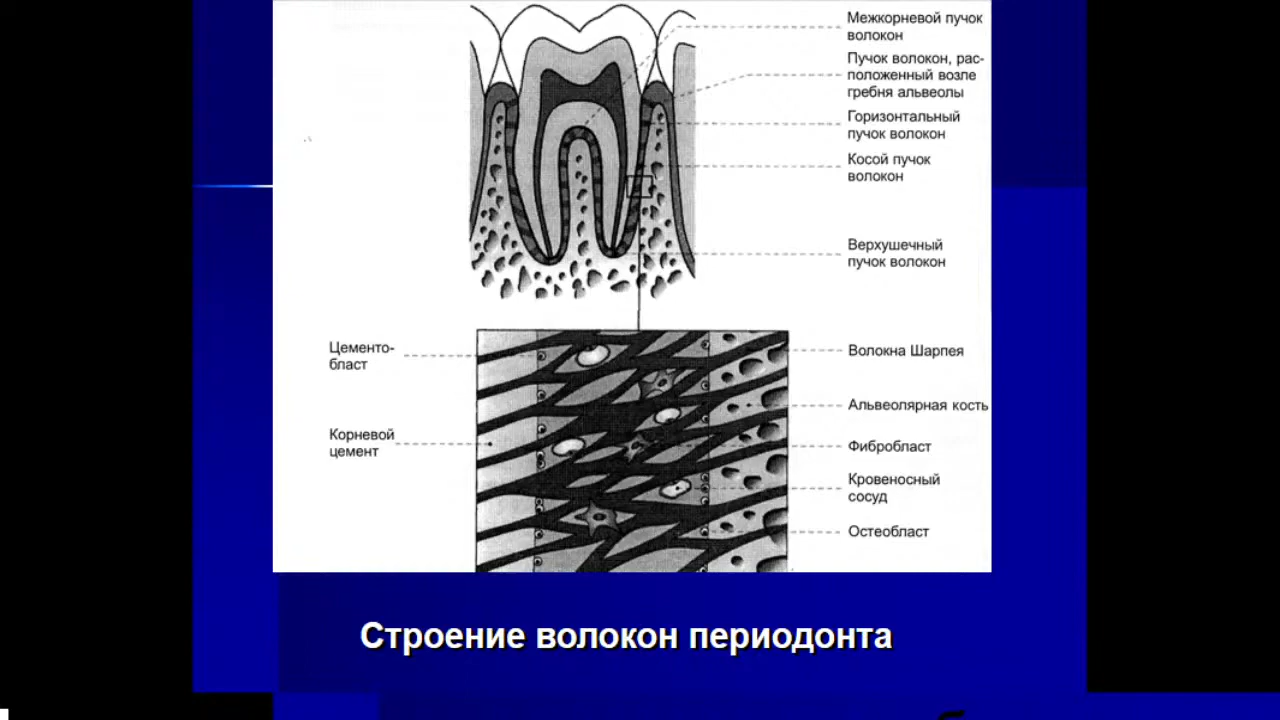 Межкорневой пучок
волокон
Пучок волокон, рас-
положенный возле
гребня альвеолы
Горизонтальный
пучок волокон
Косой пучок
волокон
Верхушечный
пучок волокон
Цементо-
бласт
Корневой
цемент
Волокна Шарпея
Альвеолярная кость
Фибробласт
Кровеносный
сосуд
Остеобласт
Строение волокон периодонта